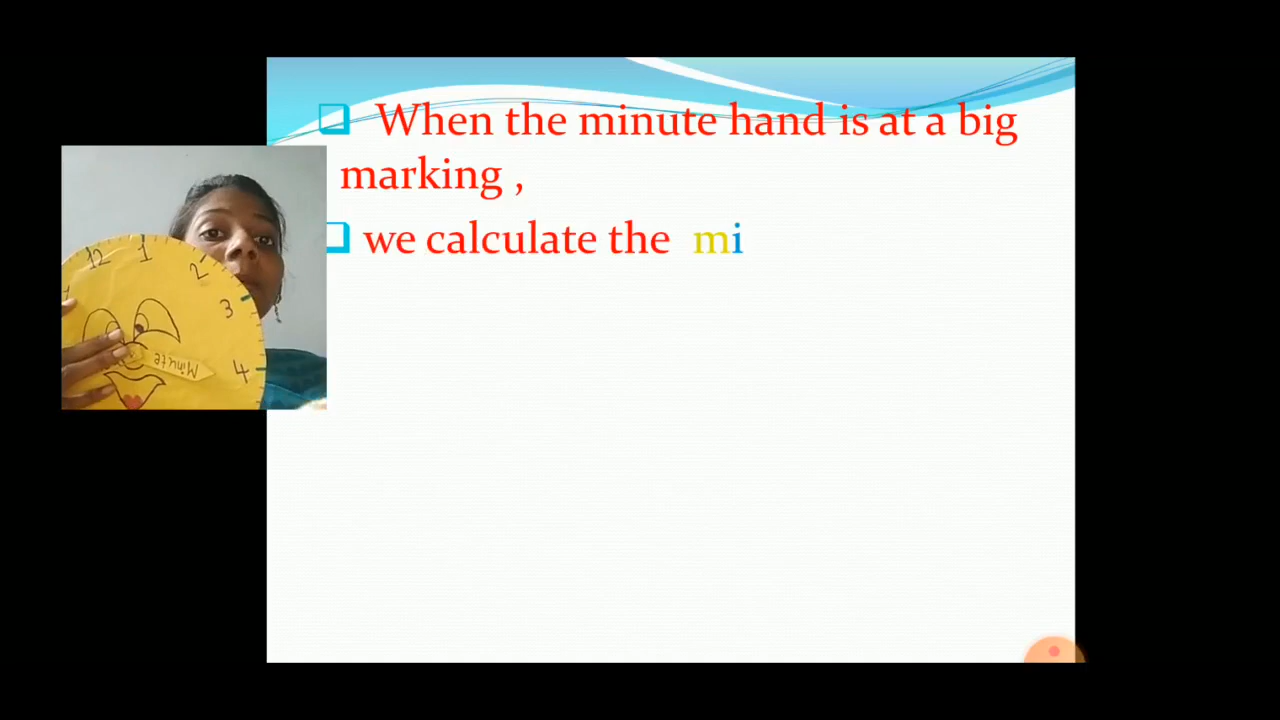 When the minute hand is at a big
marking ,
we calculate the mi
12 1 2 3 4
Minute